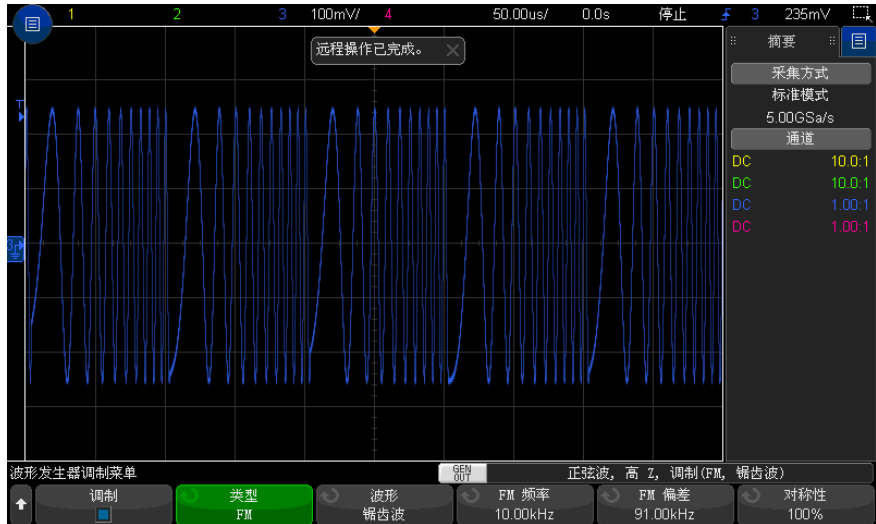 1 2 3 100mV/ 4 50.00us/ 0.0s 停止 3 235mV
远程操作已完成。
摘要
采集方式
标准模式
5.00GSa/s
通道
DC 10.0:1
DC 10.0:1
DC 1.00:1
DC 1.00:1
T
3
波形发生器调制菜单
GEN OUT
正弦波, 高 Z, 调制(FM, 锯齿波)
调制
类型
FM
波形
锯齿波
FM 频率
10.00kHz
FM 偏差
91.00kHz
对称性
100%